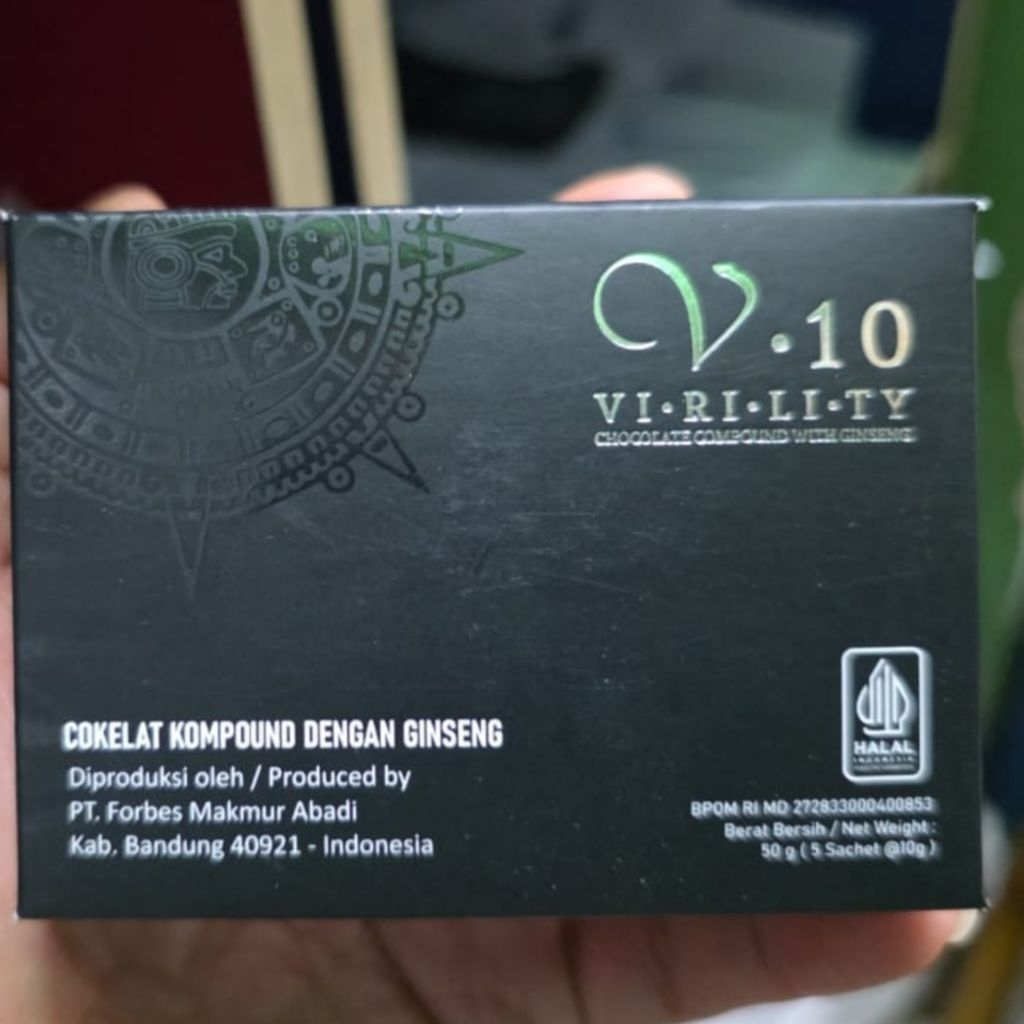 V·10
VI·RI·LI·TY
CHOCOLATE COMPOUND WITH GINSENG
COKELAT KOMPOUND DENGAN GINSENG
Diproduksi oleh / Produced by
PT. Forbes Makmur Abadi
Kab. Bandung 40921 - Indonesia
HALAL
INDONESIA
BPOM RI MD 272833000400853
Berat Bersih / Net Weight :
50 g ( 5 Sachet @10g )